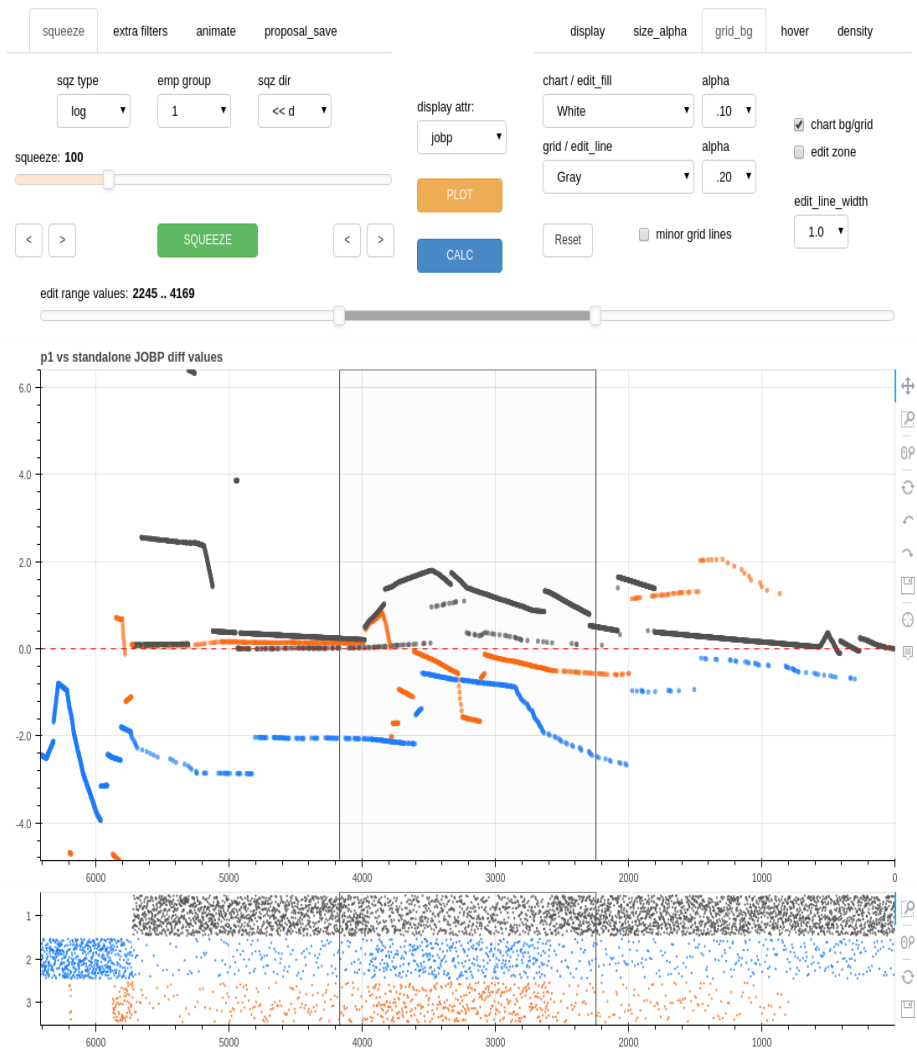 squeeze extra filters animate proposal_save display size_alpha grid_bg hover density
sqz type emp group sqz dir chart / edit_fill alpha
log 1 << d display attr: White .10 chart bg/grid
jobp grid / edit_line alpha edit zone
squeeze: 100 Gray .20
PLOT edit_line_width
< > SQUEEZE < > Reset minor grid lines 1.0
CALC
edit range values: 2245 .. 4169
p1 vs standalone JOBP diff values
6.0
4.0
2.0
0.0
-2.0
-4.0
6000 5000 4000 3000 2000 1000 0
1
2
3
6000 5000 4000 3000 2000 1000 0